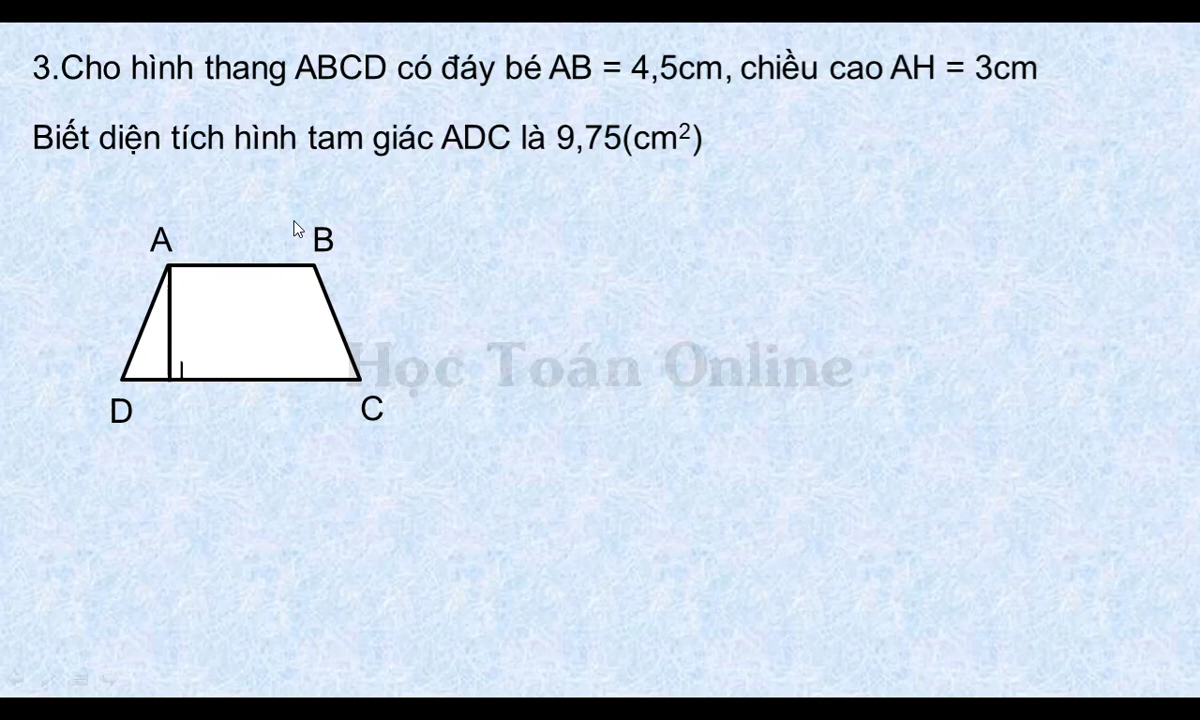 3.Cho hình thang ABCD có đáy bé AB = 4,5cm, chiều cao AH = 3cm
Biết diện tích hình tam giác ADC là 9,75(cm²)
A
B
Học Toán Online
D
C